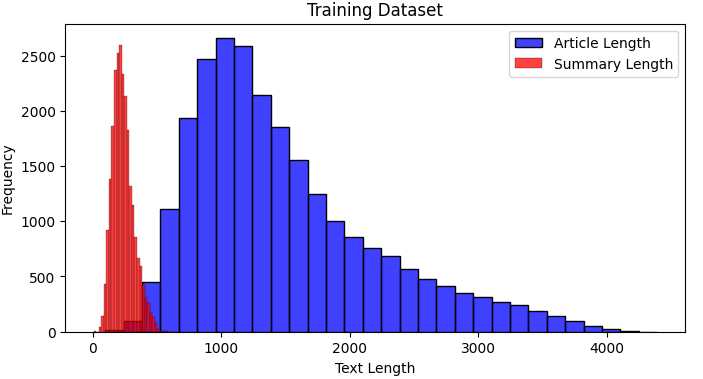 Training Dataset
Article Length
Summary Length
Frequency
2500
2000
1500
1000
500
0
0 1000 2000 3000 4000
Text Length